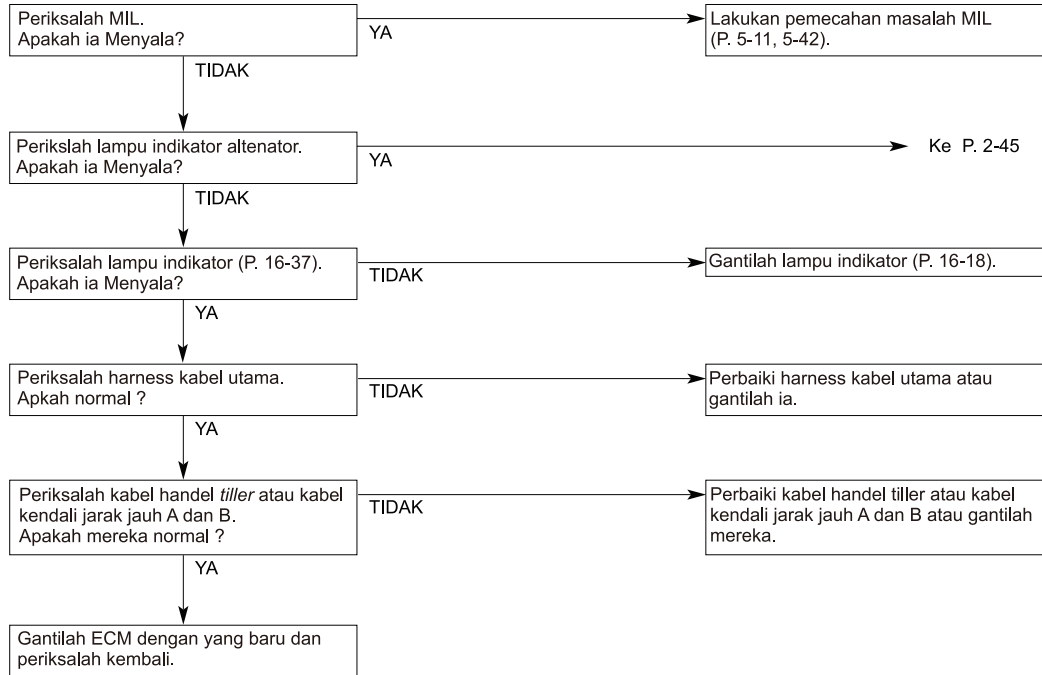 Periksalah MIL.
Apakah ia Menyala?
YA
Lakukan pemecahan masalah MIL
(P. 5-11, 5-42).
TIDAK
Perikslah lampu indikator altenator.
Apakah ia Menyala?
YA
Ke P. 2-45
TIDAK
Periksalah lampu indikator (P. 16-37).
Apakah ia Menyala?
TIDAK
Gantilah lampu indikator (P. 16-18).
YA
Periksalah harness kabel utama.
Apkah normal ?
TIDAK
Perbaiki harness kabel utama atau
gantilah ia.
YA
Periksalah kabel handel tiller atau kabel
kendali jarak jauh A dan B.
Apakah mereka normal ?
TIDAK
Perbaiki kabel handel tiller atau kabel
kendali jarak jauh A dan B atau gantilah
mereka.
YA
Gantilah ECM dengan yang baru dan
periksalah kembali.